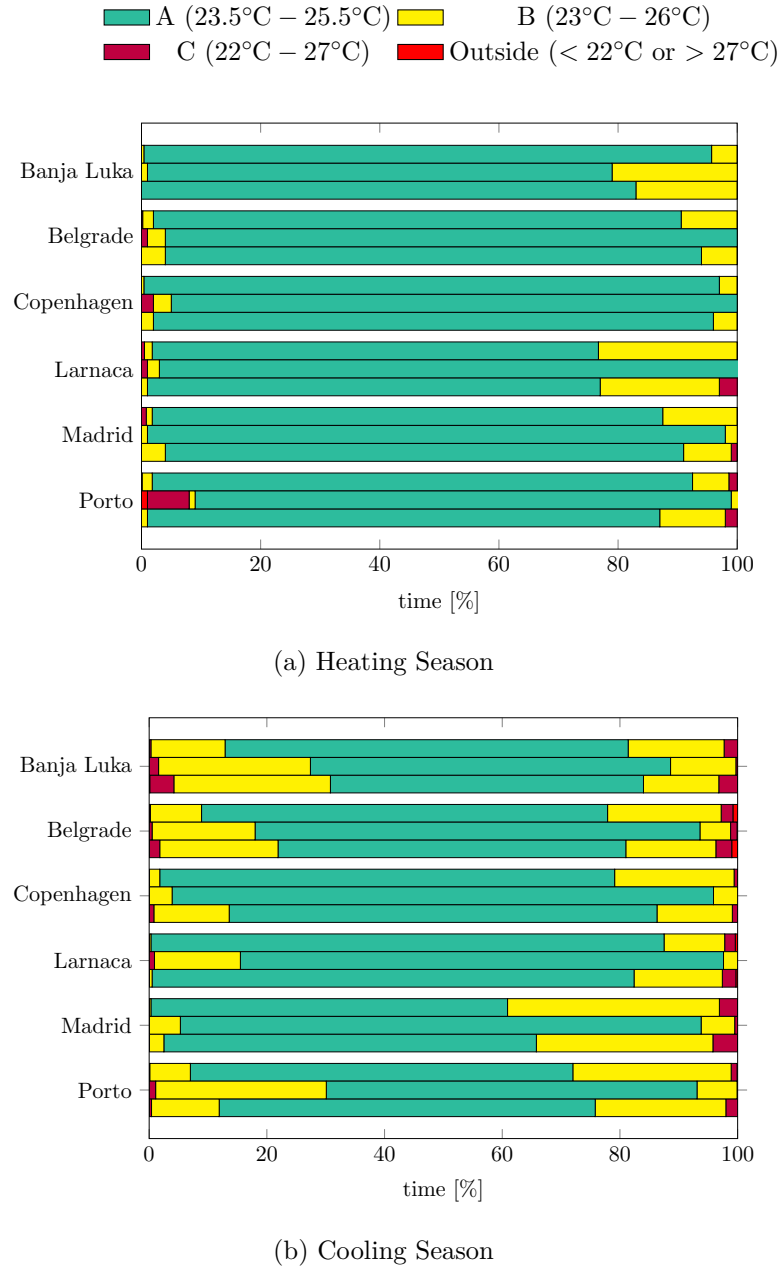 A (23.5°C − 25.5°C) B (23°C − 26°C)
C (22°C − 27°C) Outside (< 22°C or > 27°C)
Banja Luka
Belgrade
Copenhagen
Larnaca
Madrid
Porto
0 20 40 60 80 100
time [%]
(a) Heating Season
Banja Luka
Belgrade
Copenhagen
Larnaca
Madrid
Porto
0 20 40 60 80 100
time [%]
(b) Cooling Season